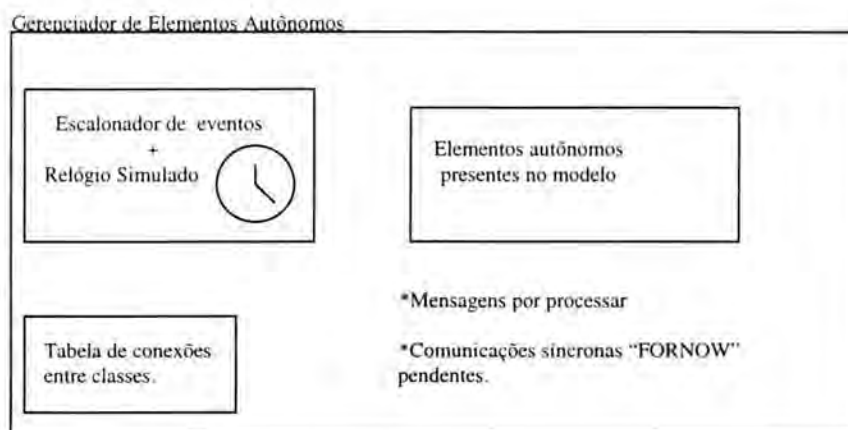 Gerenciador de Elementos Autônomos
Escalonador de eventos
+
Relógio Simulado
Elementos autônomos
presentes no modelo
*Mensagens por processar
Tabela de conexões
entre classes.
*Comunicações síncronas “FORNOW”
pendentes.